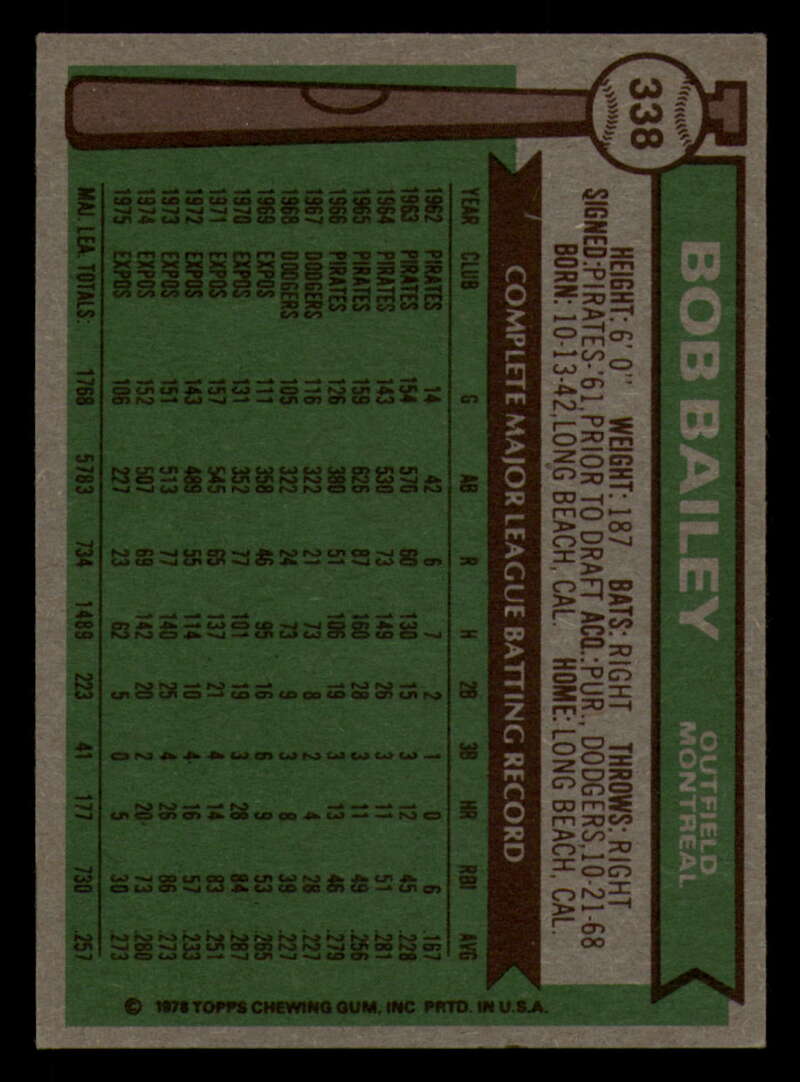 338
BOB BAILEY
OUTFIELD
MONTREAL
HEIGHT: 6' 0" WEIGHT: 187 BATS: RIGHT THROWS: RIGHT
SIGNED: PIRATES-'61, PRIOR TO DRAFT ACQ.: PUR., DODGERS, 10-21-68
BORN: 10-13-42, LONG BEACH, CAL. HOME: LONG BEACH, CAL.
COMPLETE MAJOR LEAGUE BATTING RECORD
YEAR CLUB G AB R H 2B 3B HR RBI AVG
1962 PIRATES 14 42 6 7 2 1 0 6 .167
1963 PIRATES 154 570 60 130 15 3 12 45 .228
1964 PIRATES 143 530 73 149 26 3 11 51 .281
1965 PIRATES 159 626 87 160 28 3 11 49 .256
1966 PIRATES 126 380 51 106 19 3 13 46 .279
1967 DODGERS 116 322 21 73 8 2 4 28 .227
1968 DODGERS 105 322 24 73 9 3 8 39 .227
1969 EXPOS 111 358 46 95 16 6 9 53 .265
1970 EXPOS 131 352 77 101 19 3 28 84 .287
1971 EXPOS 157 545 65 137 21 4 14 83 .251
1972 EXPOS 143 489 55 114 10 4 16 57 .233
1973 EXPOS 151 513 77 140 25 4 26 86 .273
1974 EXPOS 152 507 69 142 20 2 20 73 .280
1975 EXPOS 106 227 23 62 5 0 5 30 .273
MAJ. LEA. TOTALS: 1768 5783 734 1489 223 41 177 730 .257
© 1976 TOPPS CHEWING GUM, INC PRTD. IN U.S.A.